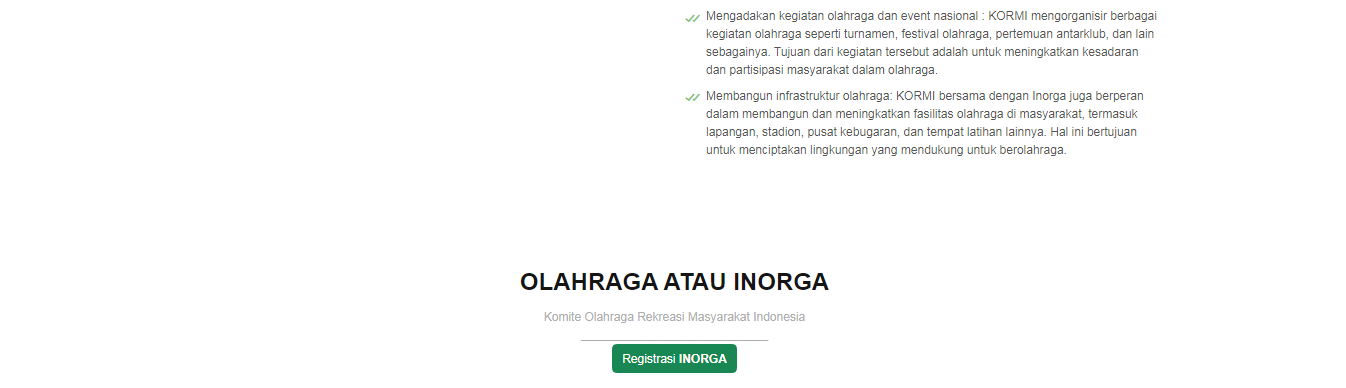 Mengadakan kegiatan olahraga dan event nasional : KORMI mengorganisir berbagai
kegiatan olahraga seperti turnamen, festival olahraga, pertemuan antarklub, dan lain
sebagainya. Tujuan dari kegiatan tersebut adalah untuk meningkatkan kesadaran
dan partisipasi masyarakat dalam olahraga.
Membangun infrastruktur olahraga: KORMI bersama dengan Inorga juga berperan
dalam membangun dan meningkatkan fasilitas olahraga di masyarakat, termasuk
lapangan, stadion, pusat kebugaran, dan tempat latihan lainnya. Hal ini bertujuan
untuk menciptakan lingkungan yang mendukung untuk berolahraga.
OLAHRAGA ATAU INORGA
Komite Olahraga Rekreasi Masyarakat Indonesia
Registrasi INORGA